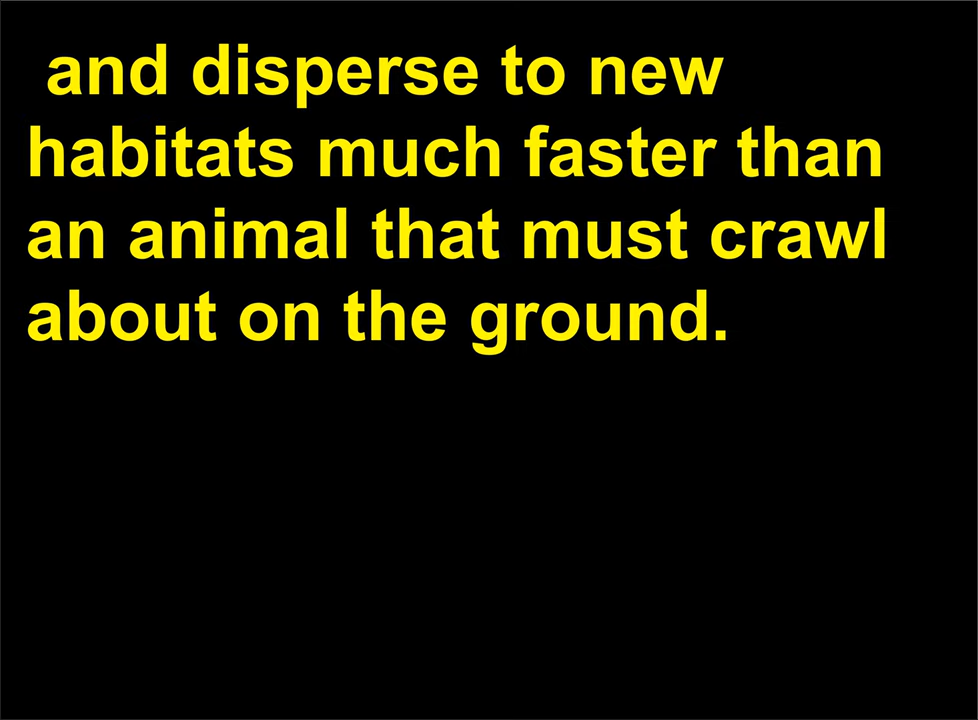 and disperse to new
habitats much faster than
an animal that must crawl
about on the ground.